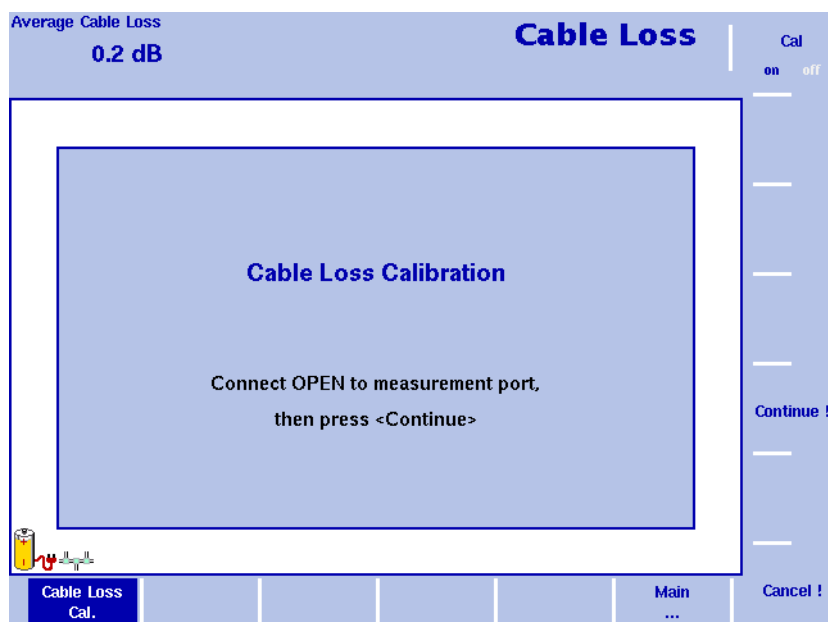 Average Cable Loss
0.2 dB
Cable Loss
Cal
on off
Cable Loss Calibration
Connect OPEN to measurement port,
then press <Continue>
Continue !
Cable Loss
Cal.
Main
...
Cancel !